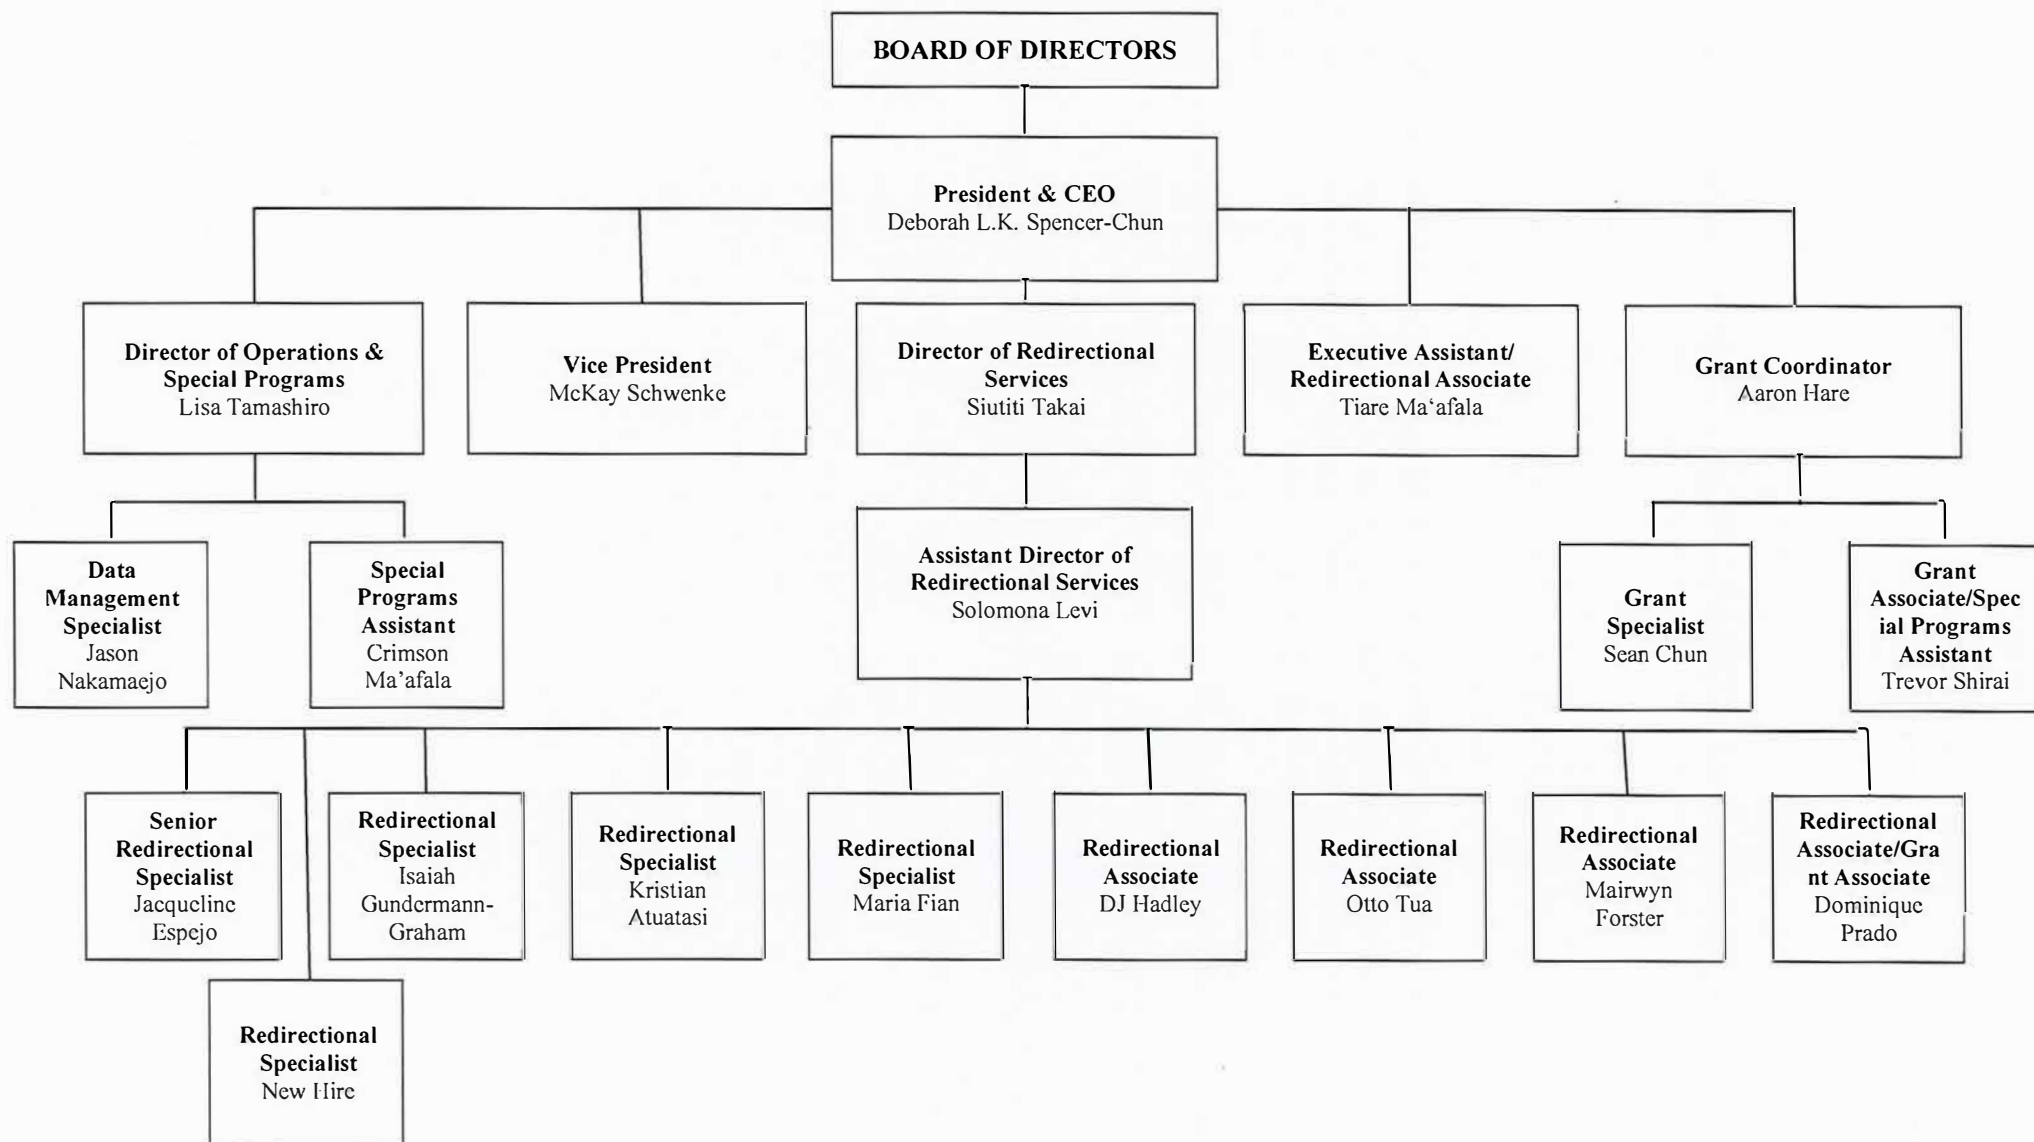 BOARD OF DIRECTORS
President & CEO
Deborah L.K. Spencer-Chun
Director of Operations &
Special Programs
Lisa Tamashiro
Vice President
McKay Schwenke
Director of Redirectional
Services
Siutiti Takai
Executive Assistant/
Redirectional Associate
Tiare Ma‘afala
Grant Coordinator
Aaron Hare
Data
Management
Specialist
Jason
Nakamaejo
Special
Programs
Assistant
Crimson
Ma’afala
Assistant Director of
Redirectional Services
Solomona Levi
Grant
Specialist
Sean Chun
Grant
Associate/Spec
ial Programs
Assistant
Trevor Shirai
Senior
Redirectional
Specialist
Jacqueline
Espejo
Redirectional
Specialist
Isaiah
Gundermann-
Graham
Redirectional
Specialist
Kristian
Atuatasi
Redirectional
Specialist
Maria Fian
Redirectional
Associate
DJ Hadley
Redirectional
Associate
Otto Tua
Redirectional
Associate
Mairwyn
Forster
Redirectional
Associate/Gra
nt Associate
Dominique
Prado
Redirectional
Specialist
New Hire